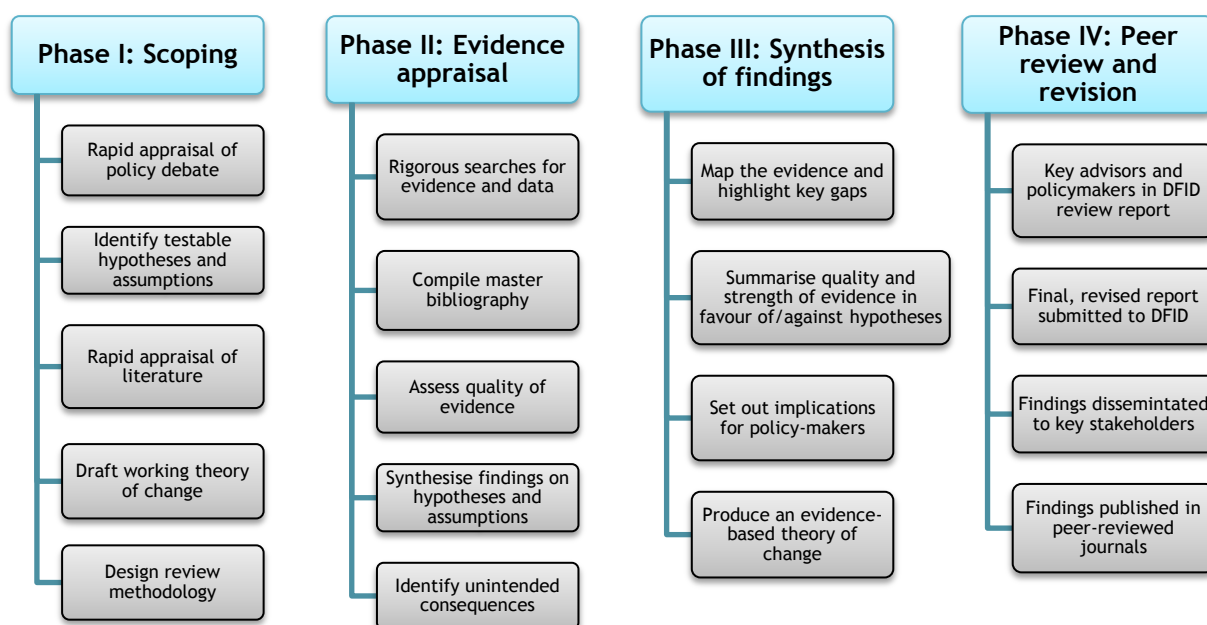 Phase I: Scoping
Rapid appraisal of
policy debate
Identify testable
hypotheses and
assumptions
Rapid appraisal of
literature
Draft working theory
of change
Design review
methodology
Phase II: Evidence
appraisal
Rigorous searches for
evidence and data
Compile master
bibliography
Assess quality of
evidence
Synthesise findings on
hypotheses and
assumptions
Identify unintended
consequences
Phase III: Synthesis
of findings
Map the evidence and
highlight key gaps
Summarise quality and
strength of evidence in
favour of/against hypotheses
Set out implications
for policy-makers
Produce an evidence-
based theory of
change
Phase IV: Peer
review and
revision
Key advisors and
policymakers in DFID
review report
Final, revised report
submitted to DFID
Findings dissemintated
to key stakeholders
Findings published in
peer-reviewed
journals